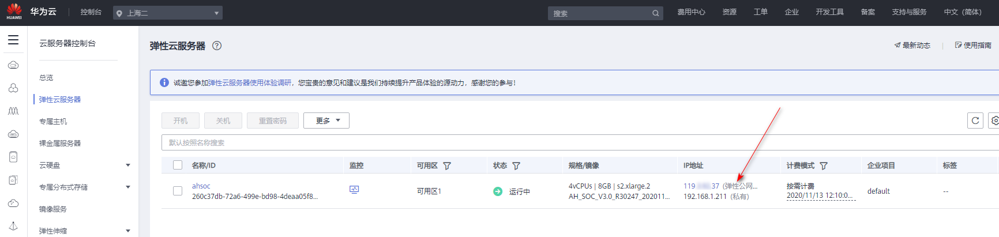 HUAWEI
华为云
控制台
上海二
搜索
费用中心
资源
工单
企业
开发工具
备案
支持与服务
中文（简体）
云服务器控制台
总览
弹性云服务器
专属主机
裸金属服务器
云硬盘
专属分布式存储
镜像服务
弹性伸缩
弹性云服务器
最新动态
使用指南
诚邀您参加弹性云服务器使用体验调研，您宝贵的意见和建议是我们持续提升产品体验的源动力，感谢您的参与！
开机
关机
重置密码
更多
默认按照名称搜索
名称/ID
监控
可用区
状态
规格/镜像
IP地址
计费模式
企业项目
标签
ahsoc
260c37db-72a6-499e-bd98-4deaa05f8...
可用区1
运行中
4vCPUs | 8GB | s2.xlarge.2
AH_SOC_V3.0_R30247_202011...
119 37 (弹性公网...
192.168.1.211 (私有)
按需计费
2020/11/13 12:10:0...
default
--